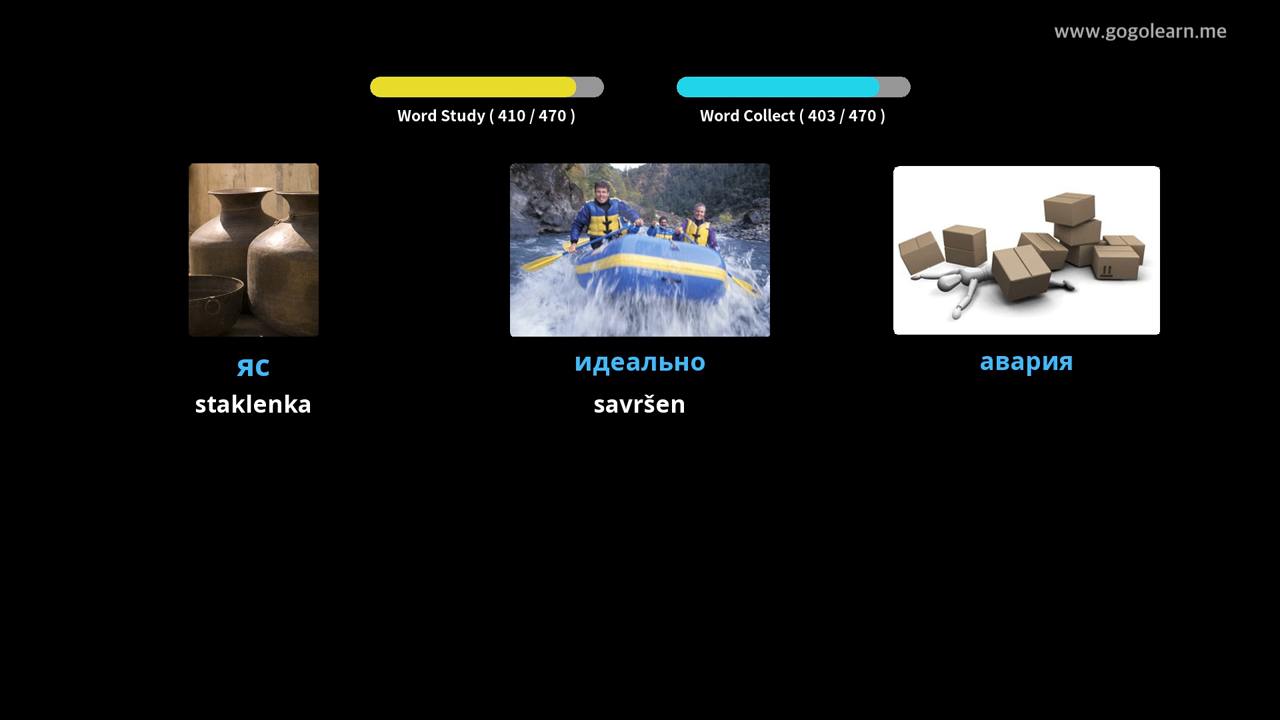 www.gogolearn.me
Word Study ( 410 / 470 )
Word Collect ( 403 / 470 )
яс
staklenka
идеально
savršen
авария